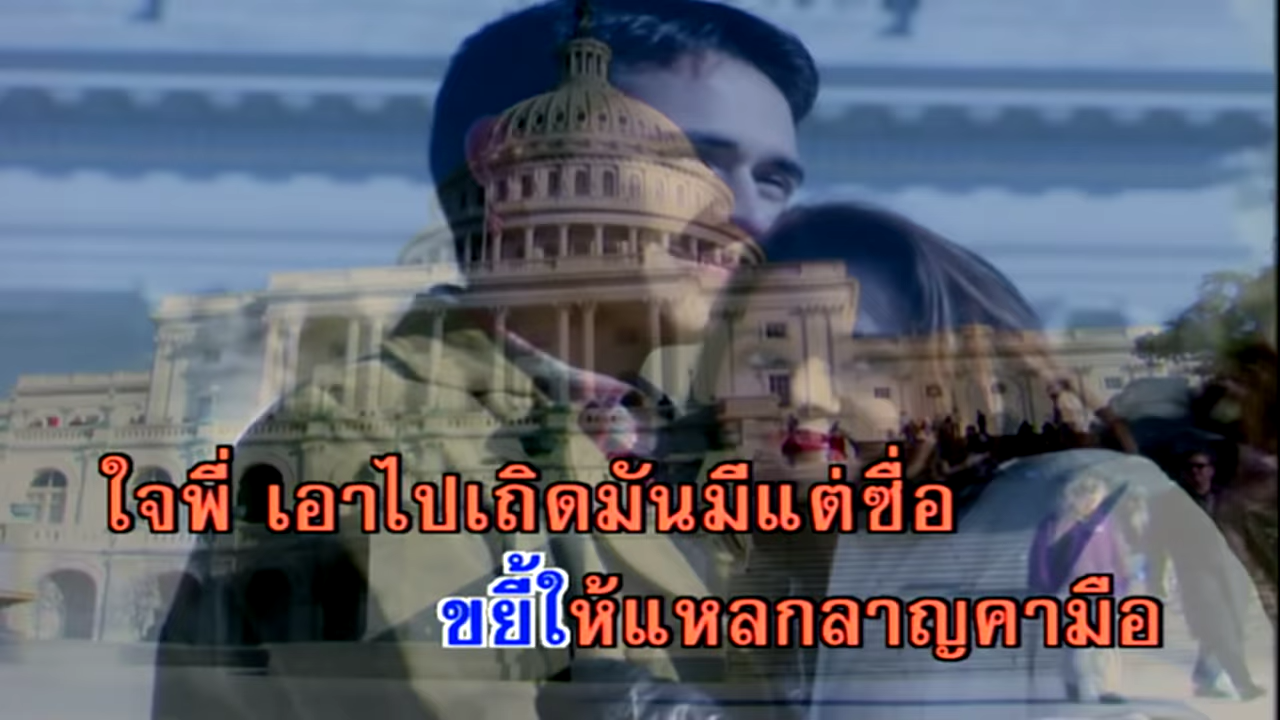 ใจพี่ เอาไปเถิดมันมีแต่ซื่อ
ขยี้ให้แหลกลาญคามือ